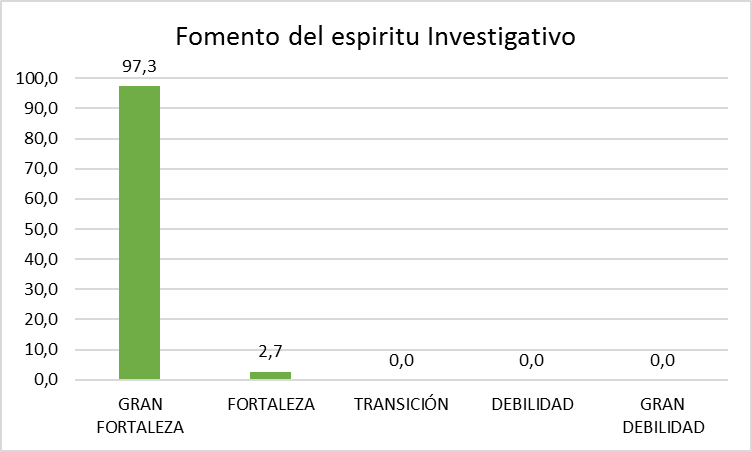 Fomento del espiritu Investigativo
97,3
100,0
90,0
80,0
70,0
60,0
50,0
40,0
30,0
20,0
10,0
0,0
2,7
0,0
0,0
0,0
GRAN
FORTALEZA
FORTALEZA
TRANSICIÓN
DEBILIDAD
GRAN
DEBILIDAD